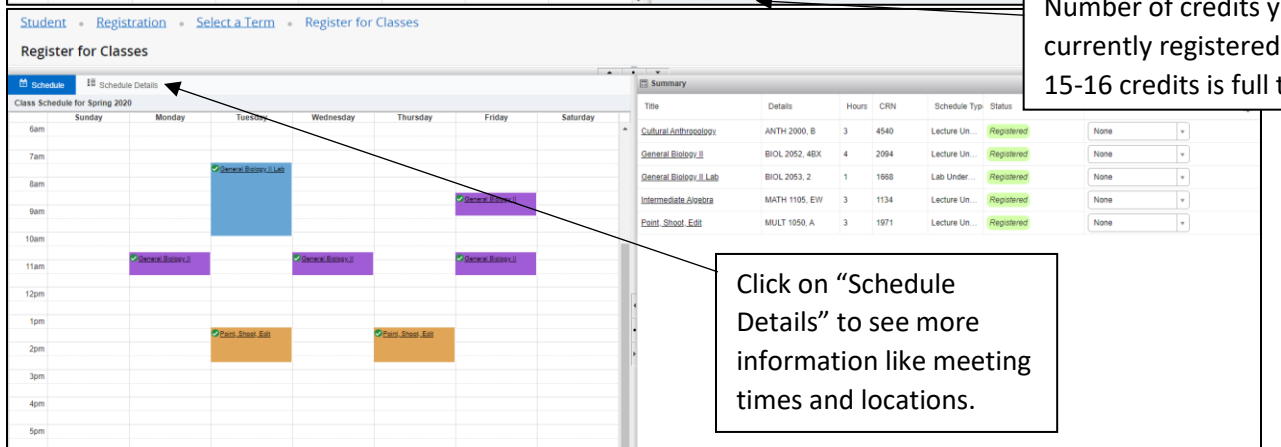 Number of credits y
currently registered
15-16 credits is full t
Student • Registration • Select a Term • Register for Classes
Register for Classes
Schedule Schedule Details
Class Schedule for Spring 2020
Sunday Monday Tuesday Wednesday Thursday Friday Saturday
6am
7am
General Biology II Lab
8am
General Biology II
9am
10am
General Biology II General Biology II General Biology II
11am
12pm
1pm
Point, Shoot, Edit Point, Shoot, Edit
2pm
3pm
4pm
5pm
Summary
Title Details Hours CRN Schedule Typ Status
Cultural Anthropology ANTH 2000, B 3 4540 Lecture Un... Registered None
General Biology II BIOL 2052, 4BX 4 2094 Lecture Un... Registered None
General Biology II Lab BIOL 2053, 2 1 1668 Lab Under... Registered None
Intermediate Algebra MATH 1105, EW 3 1134 Lecture Un... Registered None
Point, Shoot, Edit MULT 1050, A 3 1971 Lecture Un... Registered None
Click on “Schedule
Details” to see more
information like meeting
times and locations.